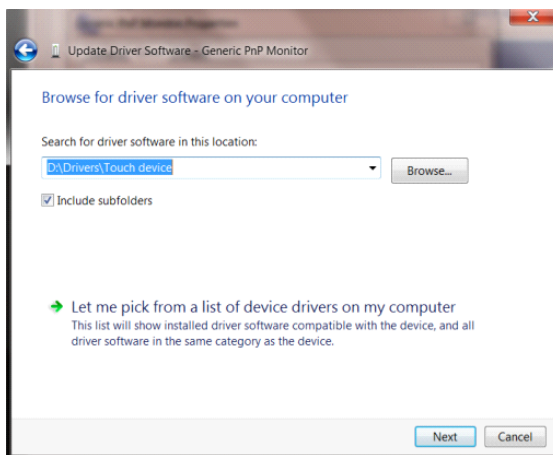 Update Driver Software - Generic PnP Monitor
Browse for driver software on your computer
Search for driver software in this location:
D:\Drivers\Touch device
Browse...
Include subfolders
Let me pick from a list of device drivers on my computer
This list will show installed driver software compatible with the device, and all
driver software in the same category as the device.
Next
Cancel